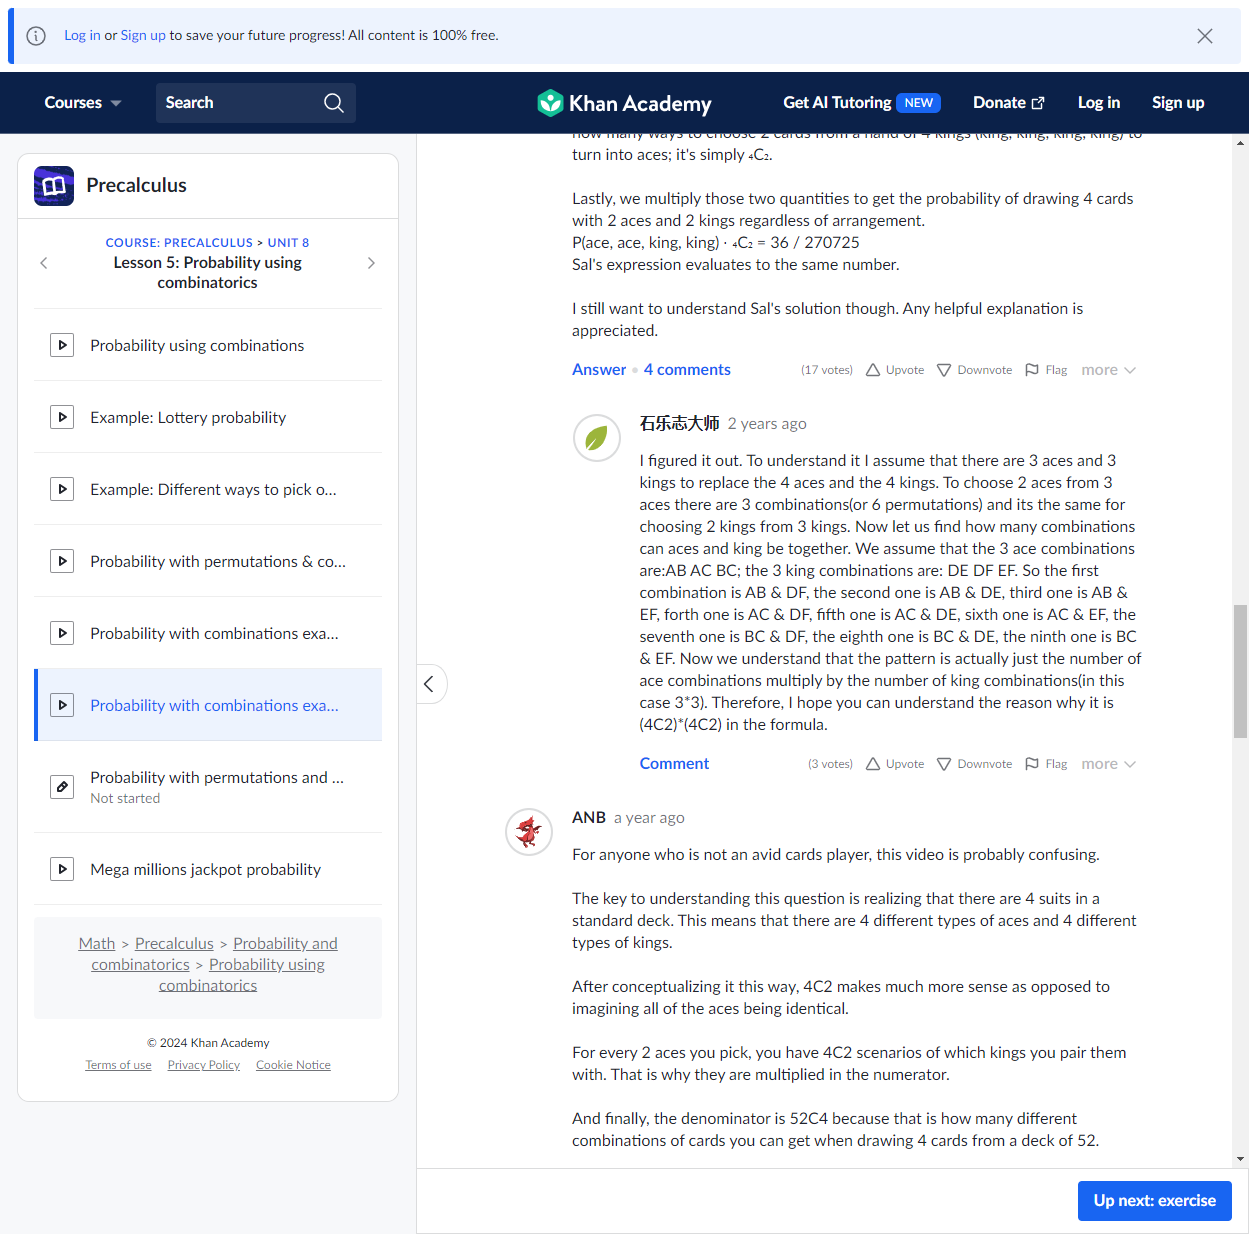 Log in or Sign up to save your future progress! All content is 100% free.
Courses
Search
Khan Academy
Get AI Tutoring NEW
Donate
Log in
Sign up
Precalculus
COURSE: PRECALCULUS > UNIT 8
Lesson 5: Probability using
combinatorics
Probability using combinations
Example: Lottery probability
Example: Different ways to pick o...
Probability with permutations & co...
Probability with combinations exa...
Probability with combinations exa...
Probability with permutations and ...
Not started
Mega millions jackpot probability
Math > Precalculus > Probability and
combinatorics > Probability using
combinatorics
© 2024 Khan Academy
Terms of use Privacy Policy Cookie Notice
how many ways to choose 2 cards from a hand of 4 kings (king, king, king, king) to
turn into aces; it's simply ₄C₂.
Lastly, we multiply those two quantities to get the probability of drawing 4 cards
with 2 aces and 2 kings regardless of arrangement.
P(ace, ace, king, king) · ₄C₂ = 36 / 270725
Sal's expression evaluates to the same number.
I still want to understand Sal's solution though. Any helpful explanation is
appreciated.
Answer • 4 comments (17 votes) Upvote Downvote Flag more
石乐志大师 2 years ago
I figured it out. To understand it I assume that there are 3 aces and 3
kings to replace the 4 aces and the 4 kings. To choose 2 aces from 3
aces there are 3 combinations(or 6 permutations) and its the same for
choosing 2 kings from 3 kings. Now let us find how many combinations
can aces and king be together. We assume that the 3 ace combinations
are:AB AC BC; the 3 king combinations are: DE DF EF. So the first
combination is AB & DF, the second one is AB & DE, third one is AB &
EF, forth one is AC & DF, fifth one is AC & DE, sixth one is AC & EF, the
seventh one is BC & DF, the eighth one is BC & DE, the ninth one is BC
& EF. Now we understand that the pattern is actually just the number of
ace combinations multiply by the number of king combinations(in this
case 3*3). Therefore, I hope you can understand the reason why it is
(4C2)*(4C2) in the formula.
Comment (3 votes) Upvote Downvote Flag more
ANB a year ago
For anyone who is not an avid cards player, this video is probably confusing.
The key to understanding this question is realizing that there are 4 suits in a
standard deck. This means that there are 4 different types of aces and 4 different
types of kings.
After conceptualizing it this way, 4C2 makes much more sense as opposed to
imagining all of the aces being identical.
For every 2 aces you pick, you have 4C2 scenarios of which kings you pair them
with. That is why they are multiplied in the numerator.
And finally, the denominator is 52C4 because that is how many different
combinations of cards you can get when drawing 4 cards from a deck of 52.
Up next: exercise